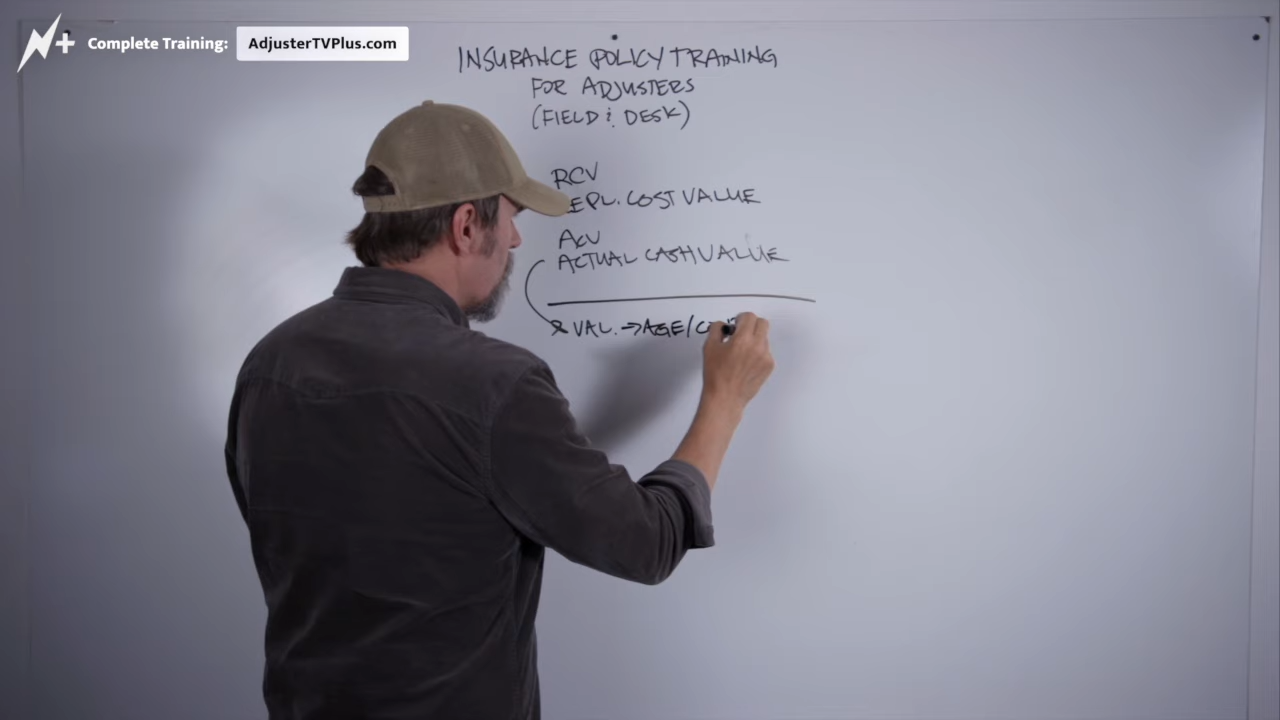 Complete Training: AdjusterTVPlus.com
INSURANCE POLICY TRAINING
FOR ADJUSTERS
(FIELD & DESK)
RCV
EPL. COST VALUE
ACV
ACTUAL CASH VALUE
VAL. → AGE/CO